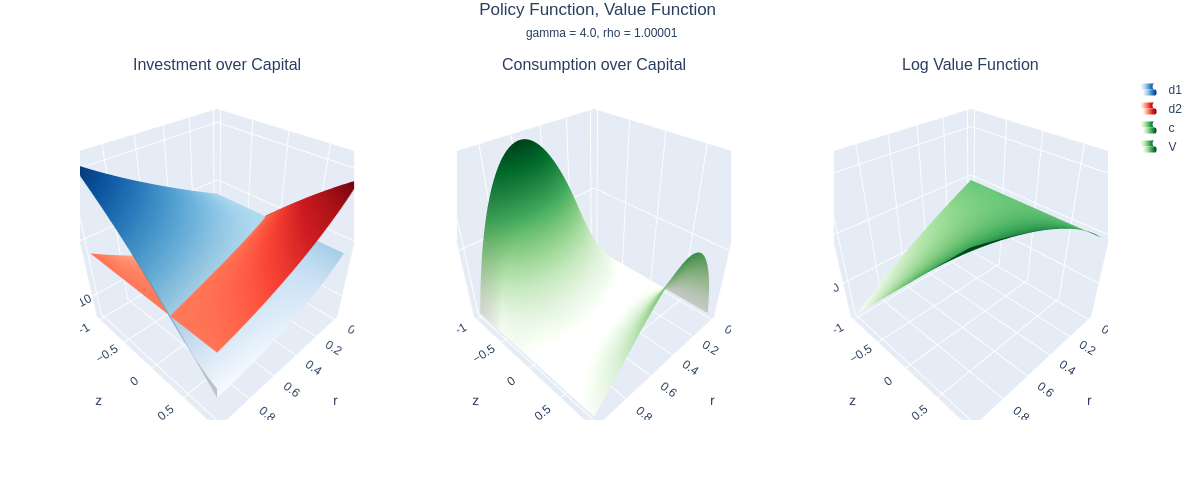 Policy Function, Value Function
gamma = 4.0, rho = 1.00001
Investment over Capital
Consumption over Capital
Log Value Function
d1
d2
c
V
10
−1
−0.5
0
0.5
z
0
0.2
0.4
0.6
0.8
r
−1
−0.5
0
0.5
z
0
0.2
0.4
0.6
0.8
r
0
−1
−0.5
0
0.5
z
0
0.2
0.4
0.6
0.8
r